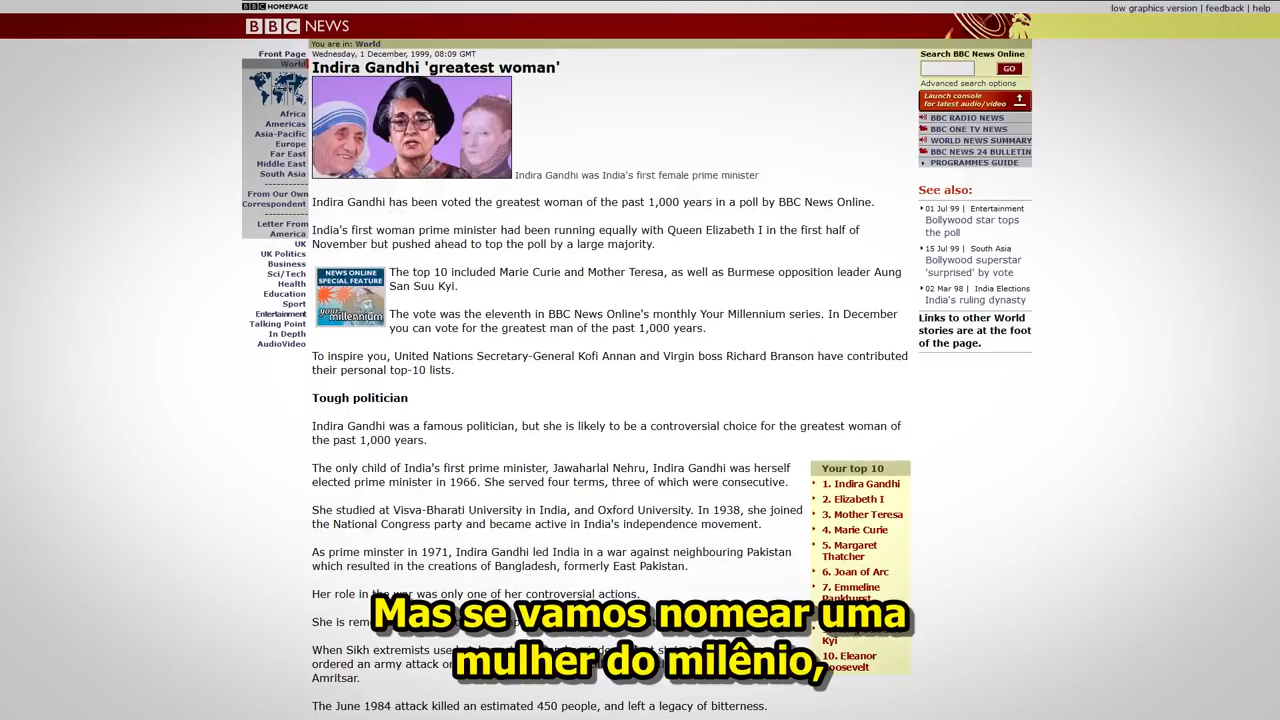 BBC HOMEPAGE
low graphics version | feedback | help
BBC NEWS
You are in: World
Front Page
World
Africa
Americas
Asia-Pacific
Europe
Far East
Middle East
South Asia
From Our Own
Correspondent
Letter From
America
UK
UK Politics
Business
Sci/Tech
Health
Education
Sport
Entertainment
Talking Point
In Depth
AudioVideo
Wednesday, 1 December, 1999, 08:09 GMT
Indira Gandhi 'greatest woman'
Indira Gandhi was India's first female prime minister
Indira Gandhi has been voted the greatest woman of the past 1,000 years in a poll by BBC News Online.
India's first woman prime minister had been running equally with Queen Elizabeth I in the first half of
November but pushed ahead to top the poll by a large majority.
NEWS ONLINE
SPECIAL FEATURE
your
millennium
The top 10 included Marie Curie and Mother Teresa, as well as Burmese opposition leader Aung
San Suu Kyi.
The vote was the eleventh in BBC News Online's monthly Your Millennium series. In December
you can vote for the greatest man of the past 1,000 years.
To inspire you, United Nations Secretary-General Kofi Annan and Virgin boss Richard Branson have contributed
their personal top-10 lists.
Tough politician
Indira Gandhi was a famous politician, but she is likely to be a controversial choice for the greatest woman of
the past 1,000 years.
The only child of India's first prime minister, Jawaharlal Nehru, Indira Gandhi was herself
elected prime minister in 1966. She served four terms, three of which were consecutive.
She studied at Visva-Bharati University in India, and Oxford University. In 1938, she joined
the National Congress party and became active in India's independence movement.
As prime minster in 1971, Indira Gandhi led India in a war against neighbouring Pakistan
which resulted in the creations of Bangladesh, formerly East Pakistan.
Her role in the war was only one of her controversial actions.
She is
When Sikh extremists
ordered an army attack
Amritsar.
The June 1984 attack killed an estimated 450 people, and left a legacy of bitterness.
Your top 10
1. Indira Gandhi
2. Elizabeth I
3. Mother Teresa
4. Marie Curie
5. Margaret
Thatcher
6. Joan of Arc
7. Emmeline
Pankhurst
Kyi
10. Eleanor
Roosevelt
Search BBC News Online
GO
Advanced search options
Launch console
for latest audio/video
BBC RADIO NEWS
BBC ONE TV NEWS
WORLD NEWS SUMMARY
BBC NEWS 24 BULLETIN
PROGRAMMES GUIDE
See also:
01 Jul 99 | Entertainment
Bollywood star tops
the poll
15 Jul 99 | South Asia
Bollywood superstar
'surprised' by vote
02 Mar 98 | India Elections
India's ruling dynasty
Links to other World
stories are at the foot
of the page.
Mas se vamos nomear uma
mulher do milênio,